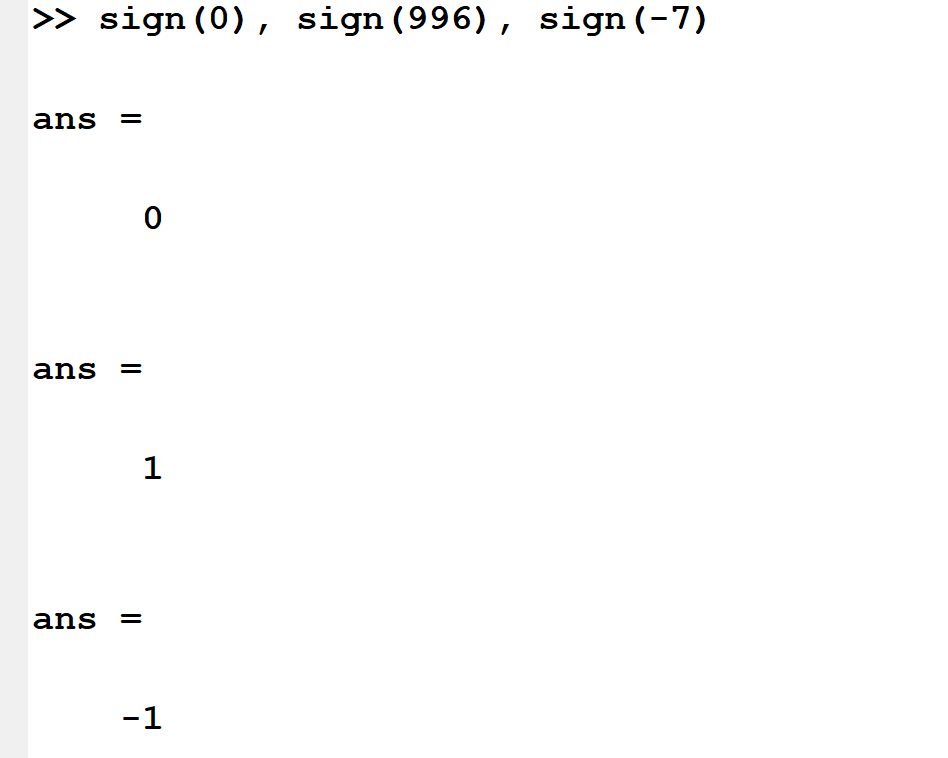 >> sign(0), sign(996), sign(-7)
ans =
0
ans =
1
ans =
-1